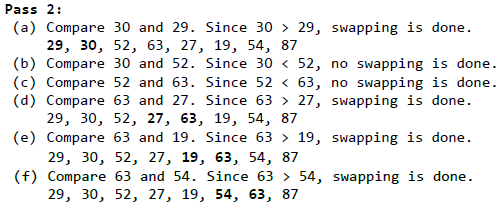 Pass 2:
(a) Compare 30 and 29. Since 30 > 29, swapping is done.
29, 30, 52, 63, 27, 19, 54, 87
(b) Compare 30 and 52. Since 30 < 52, no swapping is done.
(c) Compare 52 and 63. Since 52 < 63, no swapping is done.
(d) Compare 63 and 27. Since 63 > 27, swapping is done.
29, 30, 52, 27, 63, 19, 54, 87
(e) Compare 63 and 19. Since 63 > 19, swapping is done.
29, 30, 52, 27, 19, 63, 54, 87
(f) Compare 63 and 54. Since 63 > 54, swapping is done.
29, 30, 52, 27, 19, 54, 63, 87